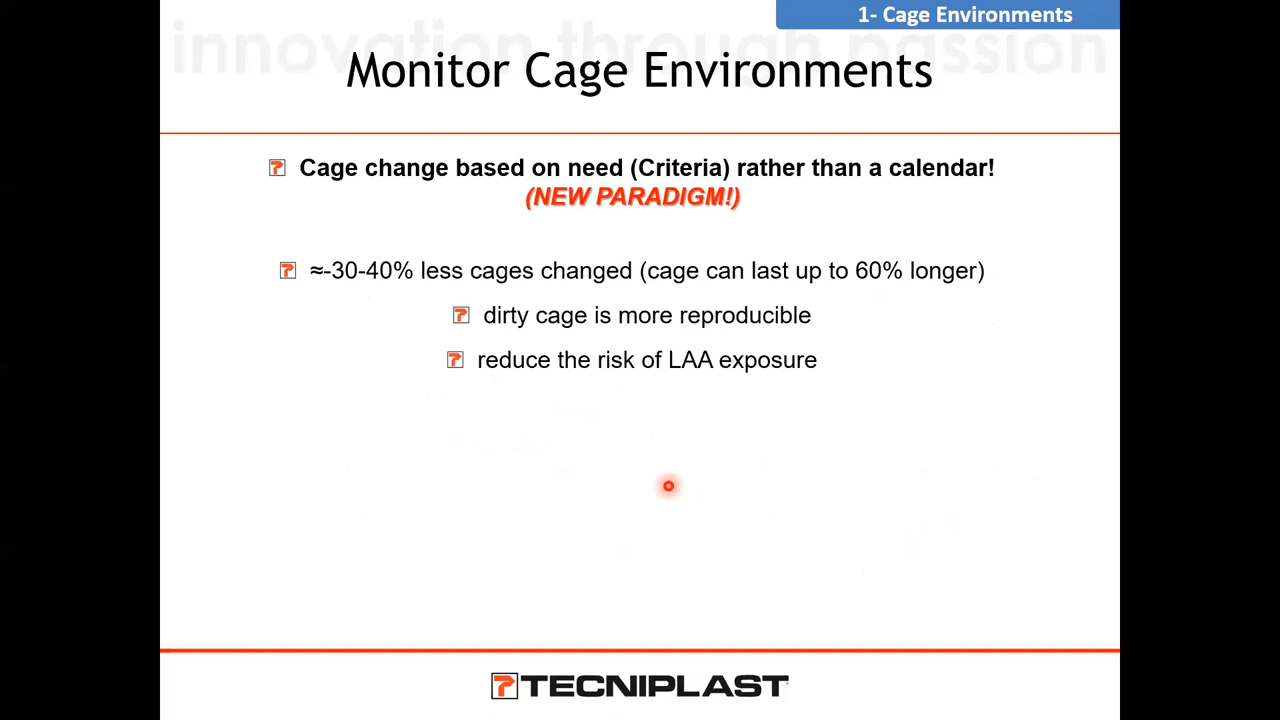 1- Cage Environments
innovation through passion
Monitor Cage Environments
Cage change based on need (Criteria) rather than a calendar!
(NEW PARADIGM!)
≈-30-40% less cages changed (cage can last up to 60% longer)
dirty cage is more reproducible
reduce the risk of LAA exposure
TECNIPLAST